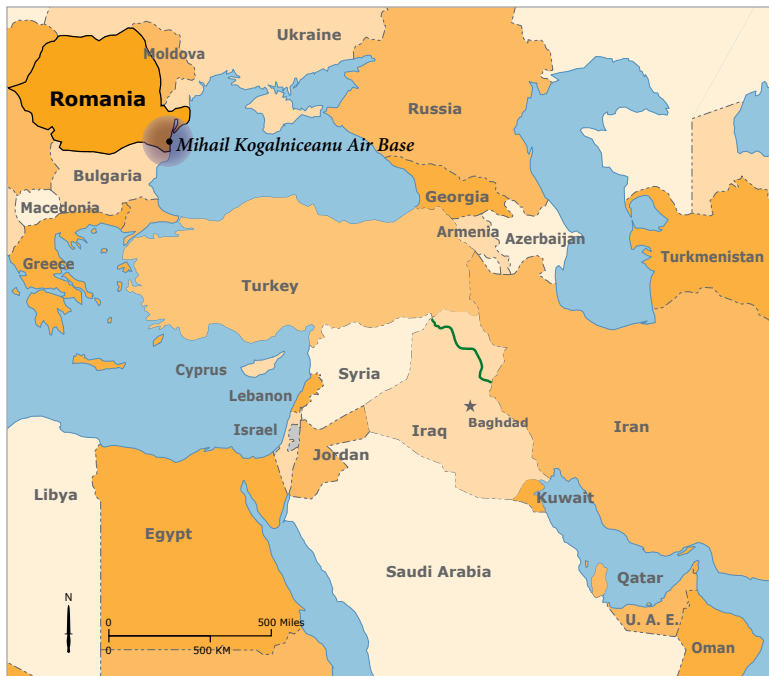 Ukraine
Moldova
Romania
Russia
Mihail Kogalniceanu Air Base
Bulgaria
Georgia
Macedonia
Armenia
Azerbaijan
Greece
Turkmenistan
Turkey
Cyprus
Syria
Lebanon
Israel
Iraq
Baghdad
Iran
Jordan
Libya
Kuwait
Egypt
Saudi Arabia
Qatar
N
0
500 Miles
U. A. E.
0
500 KM
Oman